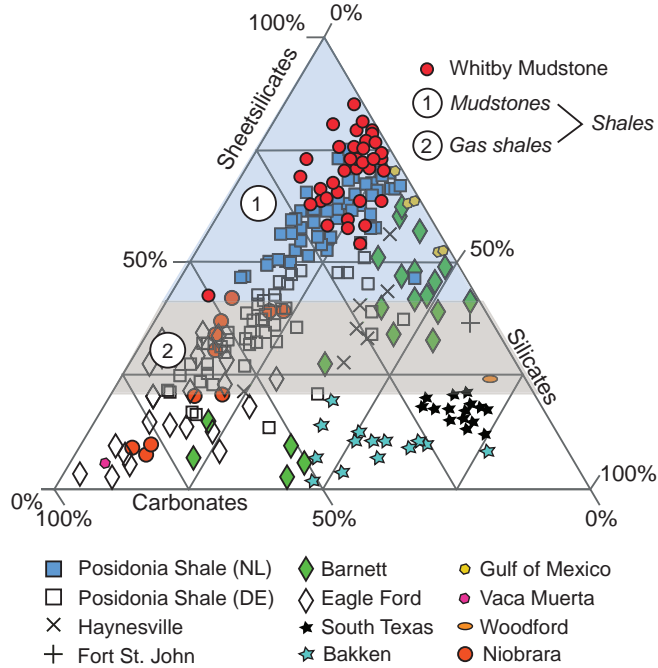 100%
0%
Sheetsilicates
Whitby Mudstone
1
Mudstones
Shales
2
Gas shales
1
50%
50%
2
Silicates
0%
100%
Carbonates
50%
100%
0%
Posidonia Shale (NL)
Barnett
Gulf of Mexico
Posidonia Shale (DE)
Eagle Ford
Vaca Muerta
Haynesville
South Texas
Woodford
Fort St. John
Bakken
Niobrara